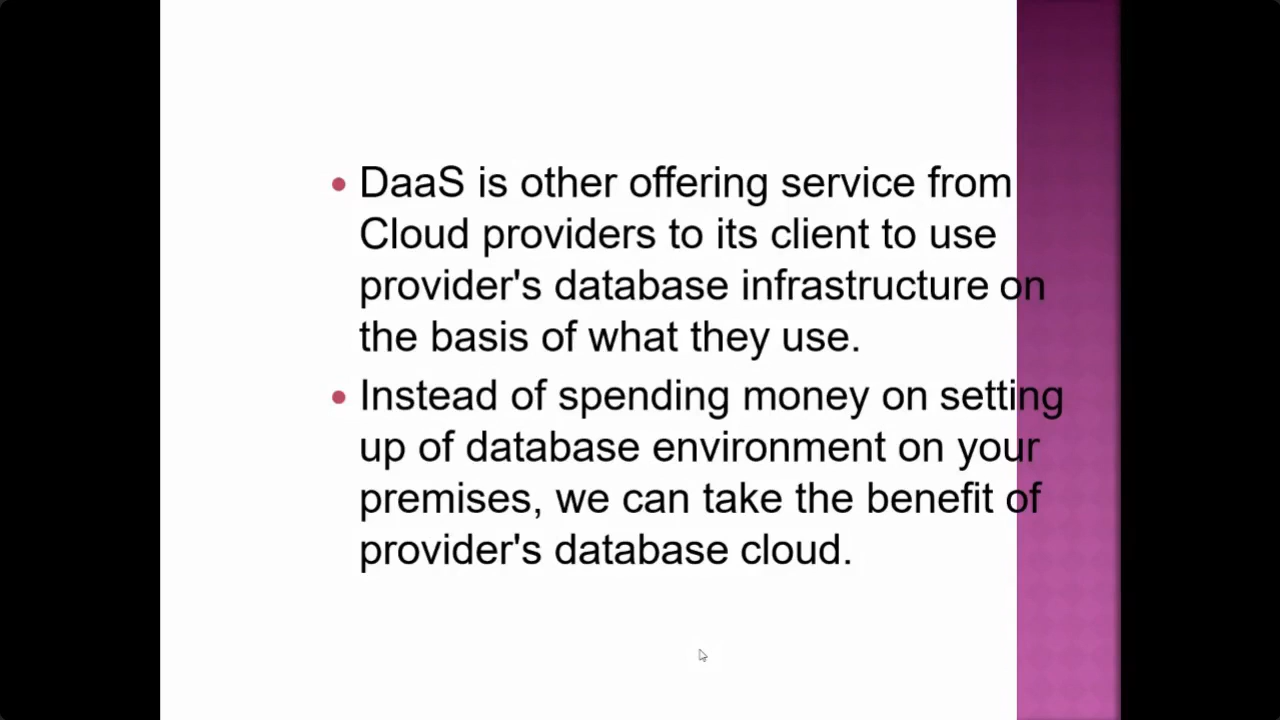 • DaaS is other offering service from
Cloud providers to its client to use
provider's database infrastructure on
the basis of what they use.
• Instead of spending money on setting
up of database environment on your
premises, we can take the benefit of
provider's database cloud.